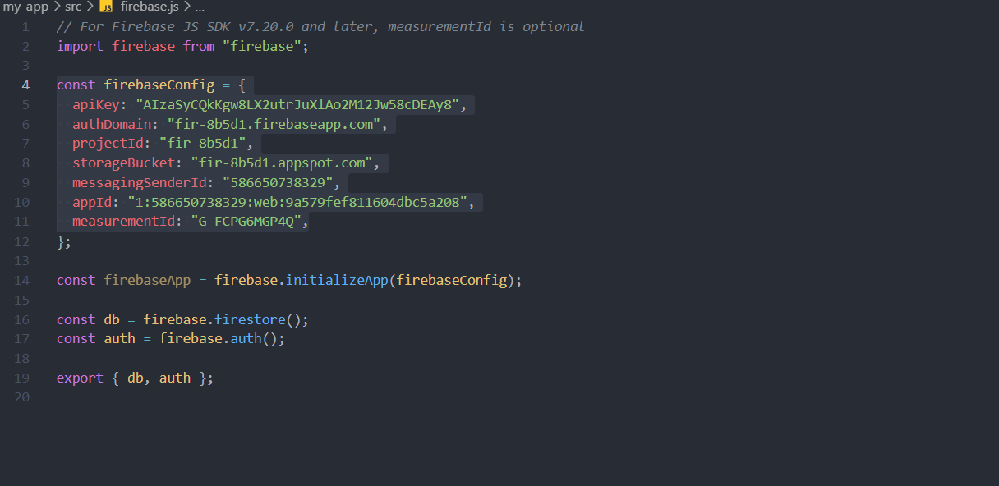 my-app > src > JS firebase.js > ...
1 // For Firebase JS SDK v7.20.0 and later, measurementId is optional
2 import firebase from "firebase";
3
4 const firebaseConfig = {
5 apiKey: "AIzaSyCQkKgw8LX2utrJuXlAo2M12Jw58cDEAy8",
6 authDomain: "fir-8b5d1.firebaseapp.com",
7 projectId: "fir-8b5d1",
8 storageBucket: "fir-8b5d1.appspot.com",
9 messagingSenderId: "586650738329",
10 appId: "1:586650738329:web:9a579fef811604dbc5a208",
11 measurementId: "G-FCPG6MGP4Q",
12 };
13
14 const firebaseApp = firebase.initializeApp(firebaseConfig);
15
16 const db = firebase.firestore();
17 const auth = firebase.auth();
18
19 export { db, auth };
20